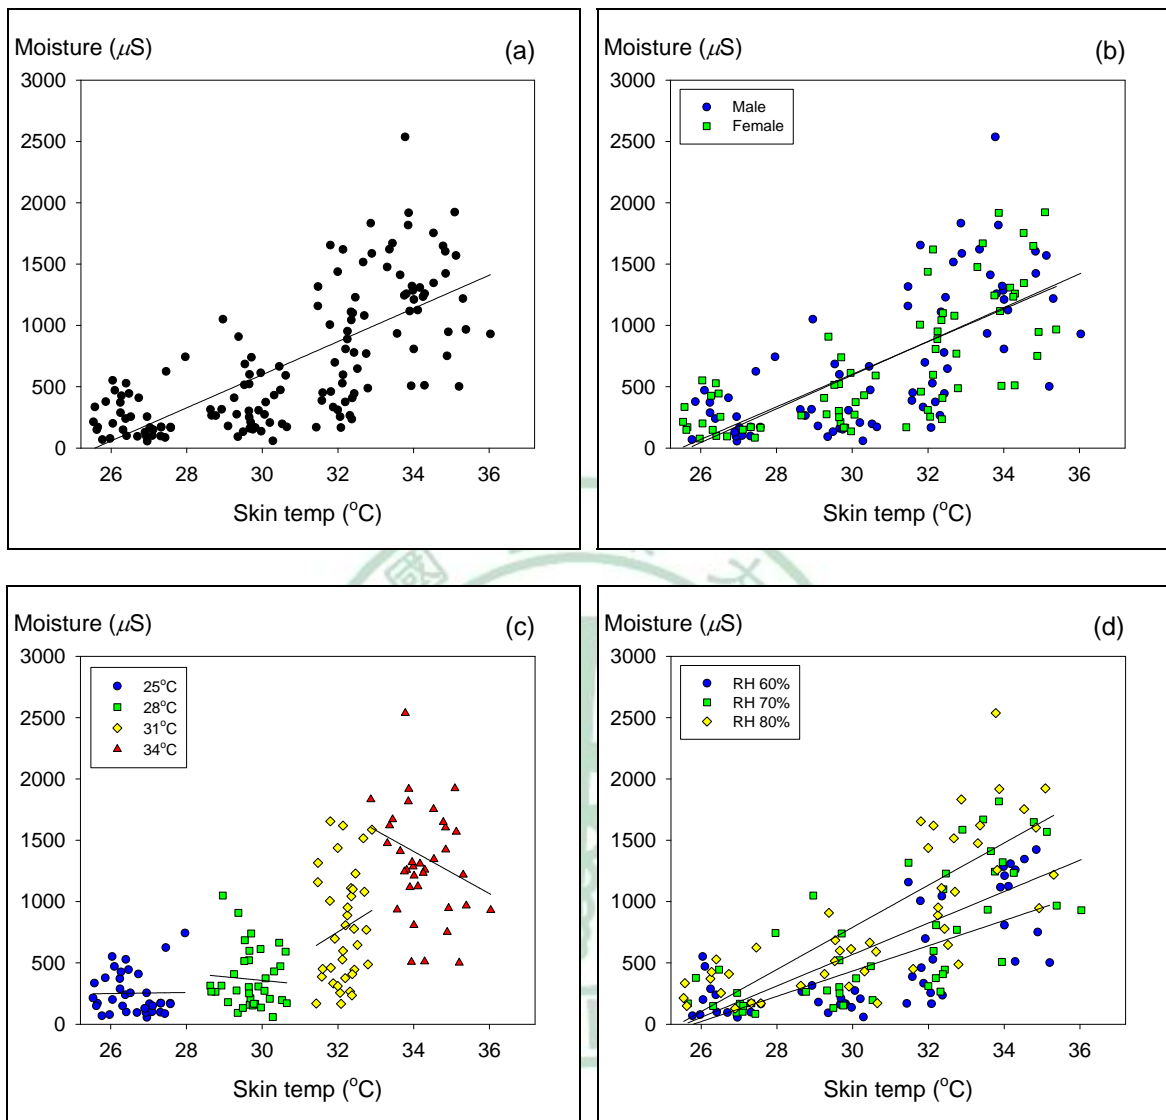 Moisture (μS)
(a)
3000
2500
2000
1500
1000
500
0
26 28 30 32 34 36
Skin temp (°C)
Moisture (μS)
(b)
3000
2500
2000
1500
1000
500
0
Male
Female
26 28 30 32 34 36
Skin temp (°C)
Moisture (μS)
(c)
3000
2500
2000
1500
1000
500
0
25°C
28°C
31°C
34°C
26 28 30 32 34 36
Skin temp (°C)
Moisture (μS)
(d)
3000
2500
2000
1500
1000
500
0
RH 60%
RH 70%
RH 80%
26 28 30 32 34 36
Skin temp (°C)
國